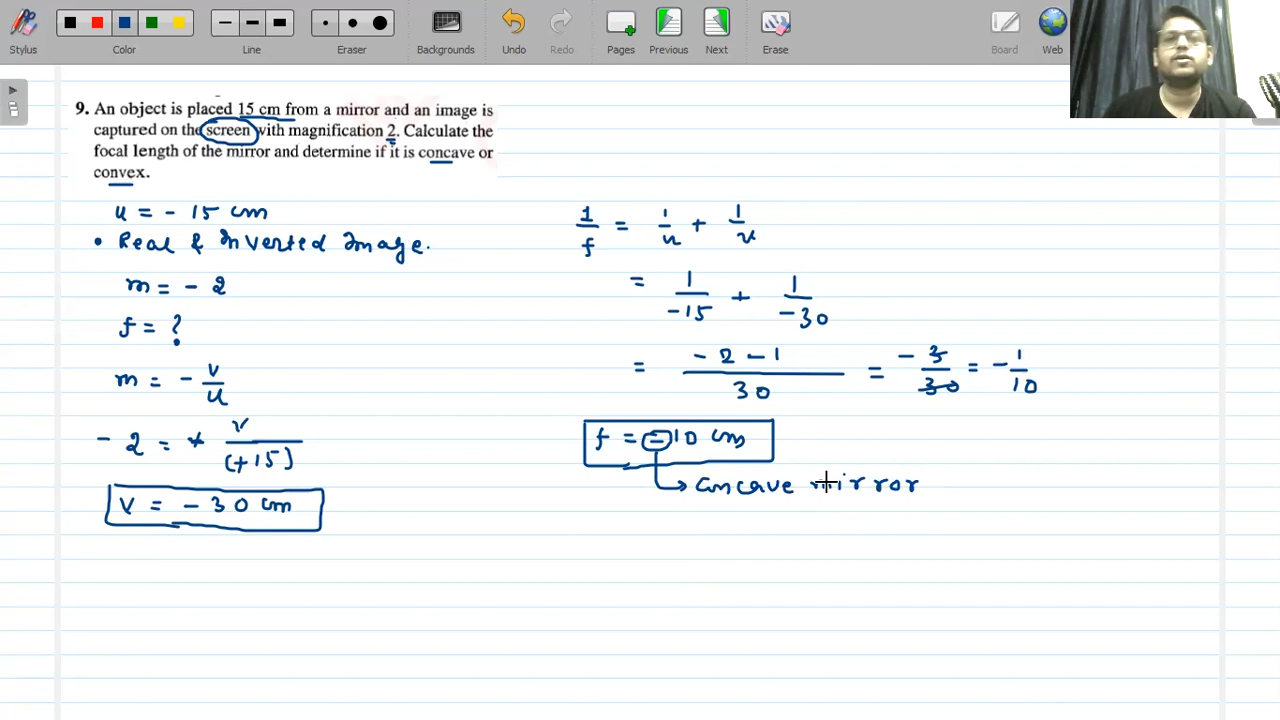 Stylus
Color
Line
Eraser
Backgrounds
Undo
Redo
Pages
Previous
Next
Erase
Board
Web
9. An object is placed 15 cm from a mirror and an image is
captured on the screen with magnification 2. Calculate the
focal length of the mirror and determine if it is concave or
convex.
u = - 15 cm
• Real & Inverted Image.
m = - 2
f = ?
m = - v/u
- 2 = + v/(+15)
v = - 30 cm
1/f = 1/u + 1/v
= 1/-15 + 1/-30
= (- 2 - 1)/30 = - 3/30 = - 1/10
f = - 10 cm
→ Concave mirror